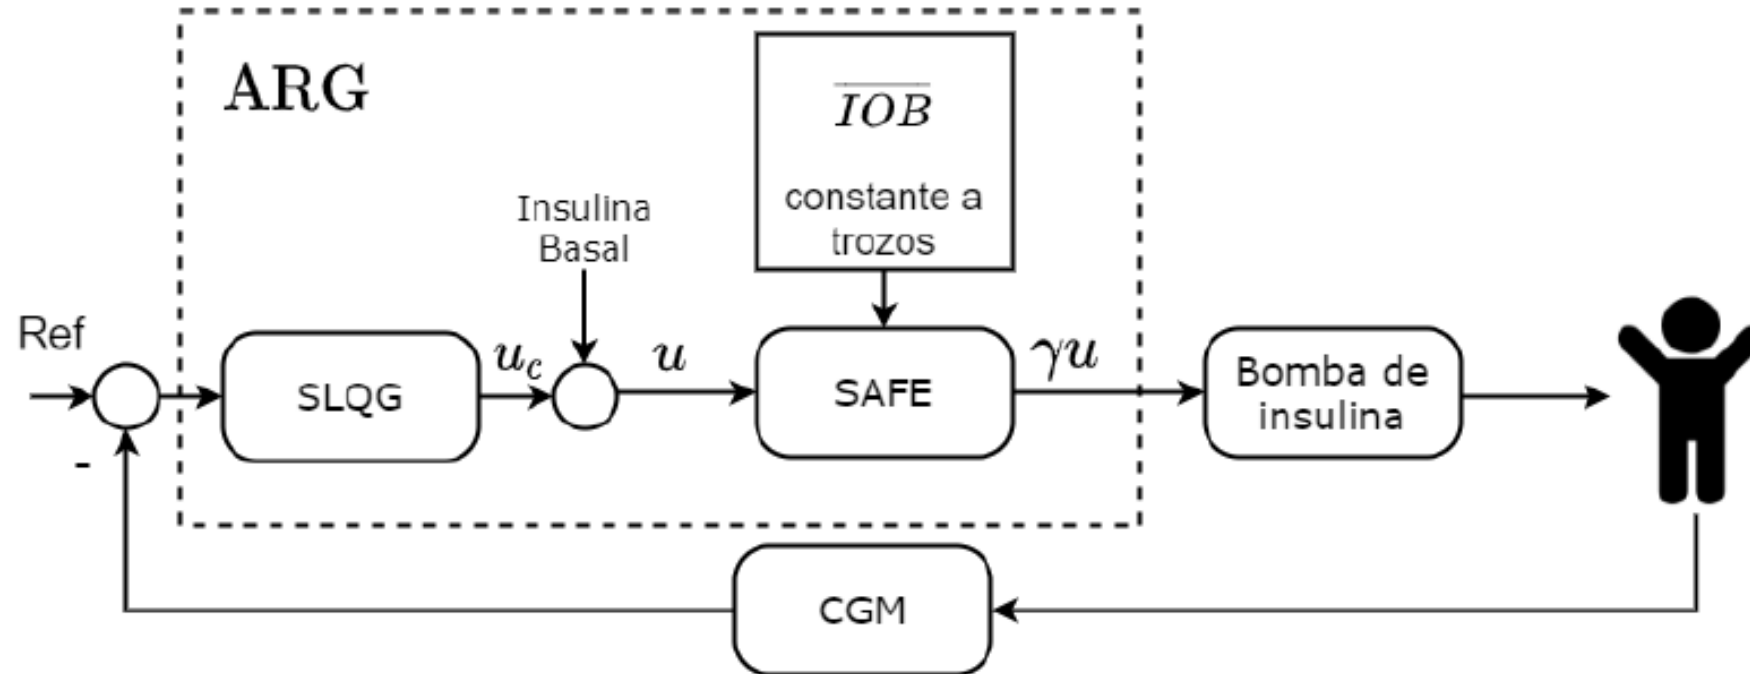 ARG
IOB
constante a
trozos
Insulina
Basal
Ref
-
SLQG
u_c
u
SAFE
γu
Bomba de
insulina
CGM